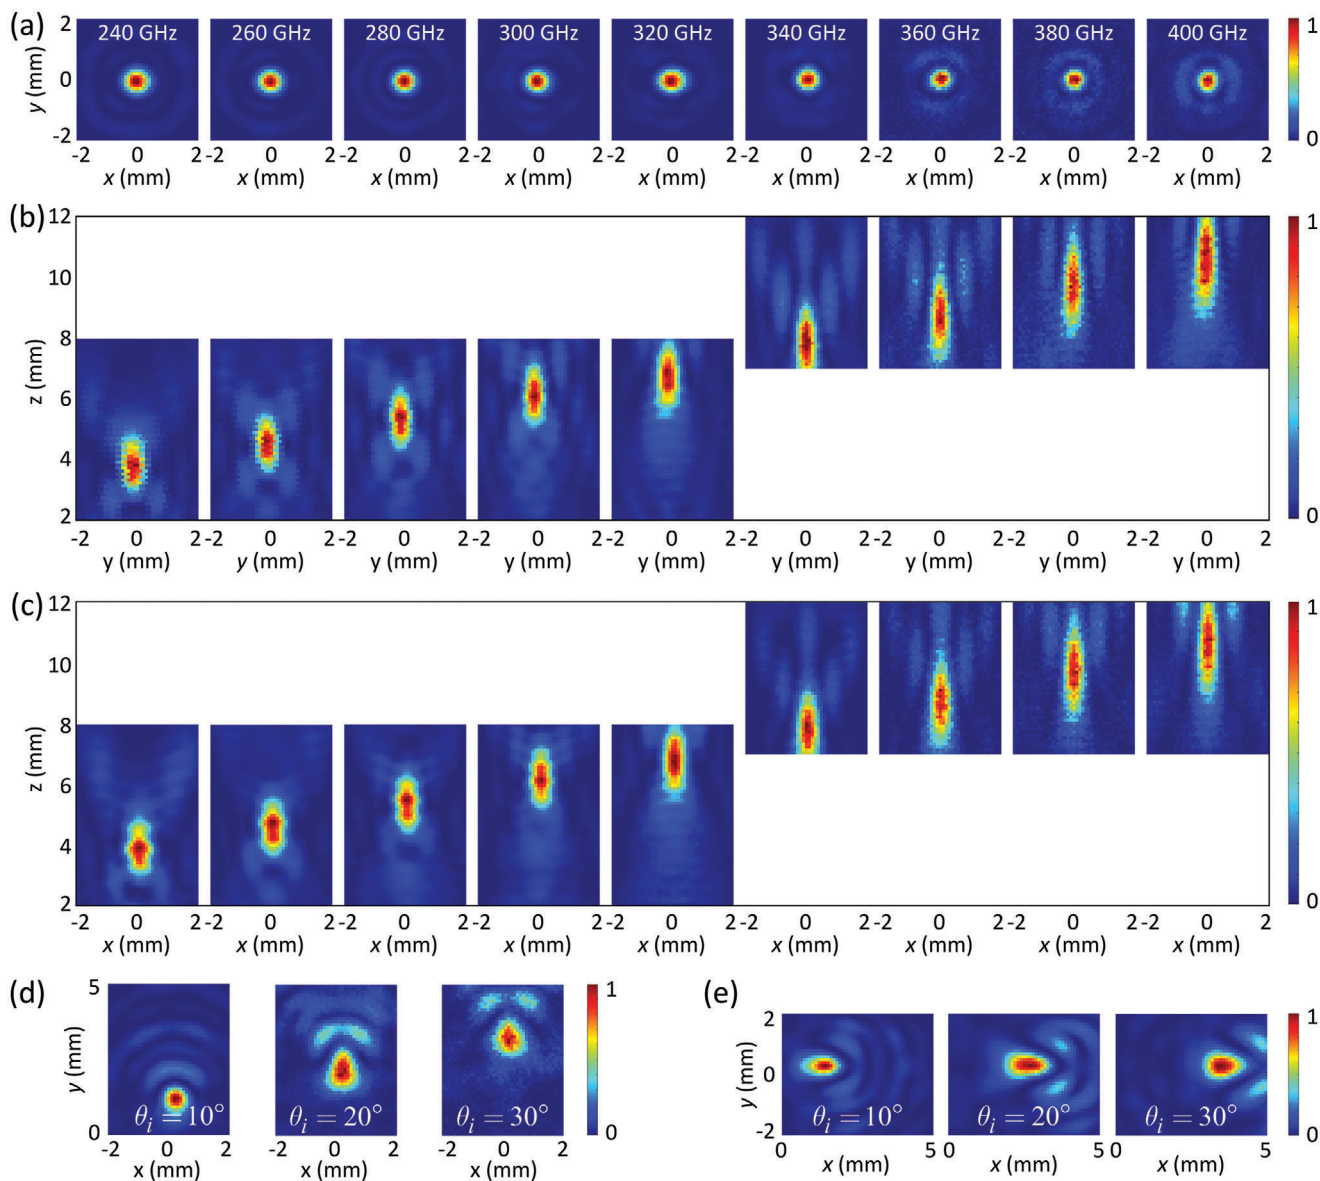 (a)
y (mm)
2
0
-2
240 GHz 260 GHz 280 GHz 300 GHz 320 GHz 340 GHz 360 GHz 380 GHz 400 GHz
1
0
-2 0 2 -2 0 2 -2 0 2 -2 0 2 -2 0 2 -2 0 2 -2 0 2 -2 0 2 -2 0 2
x (mm) x (mm) x (mm) x (mm) x (mm) x (mm) x (mm) x (mm) x (mm)
(b)
z (mm)
12
10
8
6
4
2
1
0
-2 0 2 -2 0 2 -2 0 2 -2 0 2 -2 0 2 -2 0 2 -2 0 2 -2 0 2 -2 0 2
y (mm) y (mm) y (mm) y (mm) y (mm) y (mm) y (mm) y (mm) y (mm)
(c)
z (mm)
12
10
8
6
4
2
1
0
-2 0 2 -2 0 2 -2 0 2 -2 0 2 -2 0 2 -2 0 2 -2 0 2 -2 0 2 -2 0 2
x (mm) x (mm) x (mm) x (mm) x (mm) x (mm) x (mm) x (mm) x (mm)
(d)
y (mm)
5
0
θi = 10° θi = 20° θi = 30°
1
0
-2 0 2 -2 0 2 -2 0 2
x (mm) x (mm) x (mm)
(e)
y (mm)
2
0
-2
θi = 10° θi = 20° θi = 30°
1
0
0 5 0 5 0 5
x (mm) x (mm) x (mm)